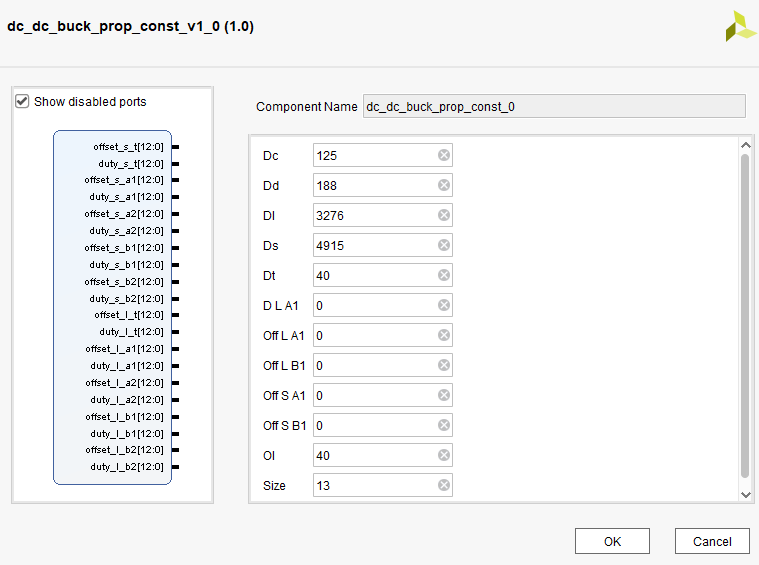 dc_dc_buck_prop_const_v1_0 (1.0)
Show disabled ports
offset_s_t[12:0]
duty_s_t[12:0]
offset_s_a1[12:0]
duty_s_a1[12:0]
offset_s_a2[12:0]
duty_s_a2[12:0]
offset_s_b1[12:0]
duty_s_b1[12:0]
offset_s_b2[12:0]
duty_s_b2[12:0]
offset_l_t[12:0]
duty_l_t[12:0]
offset_l_a1[12:0]
duty_l_a1[12:0]
offset_l_a2[12:0]
duty_l_a2[12:0]
offset_l_b1[12:0]
duty_l_b1[12:0]
offset_l_b2[12:0]
duty_l_b2[12:0]
Component Name dc_dc_buck_prop_const_0
Dc 125
Dd 188
Dl 3276
Ds 4915
Dt 40
D L A1 0
Off L A1 0
Off L B1 0
Off S A1 0
Off S B1 0
Ol 40
Size 13
OK Cancel